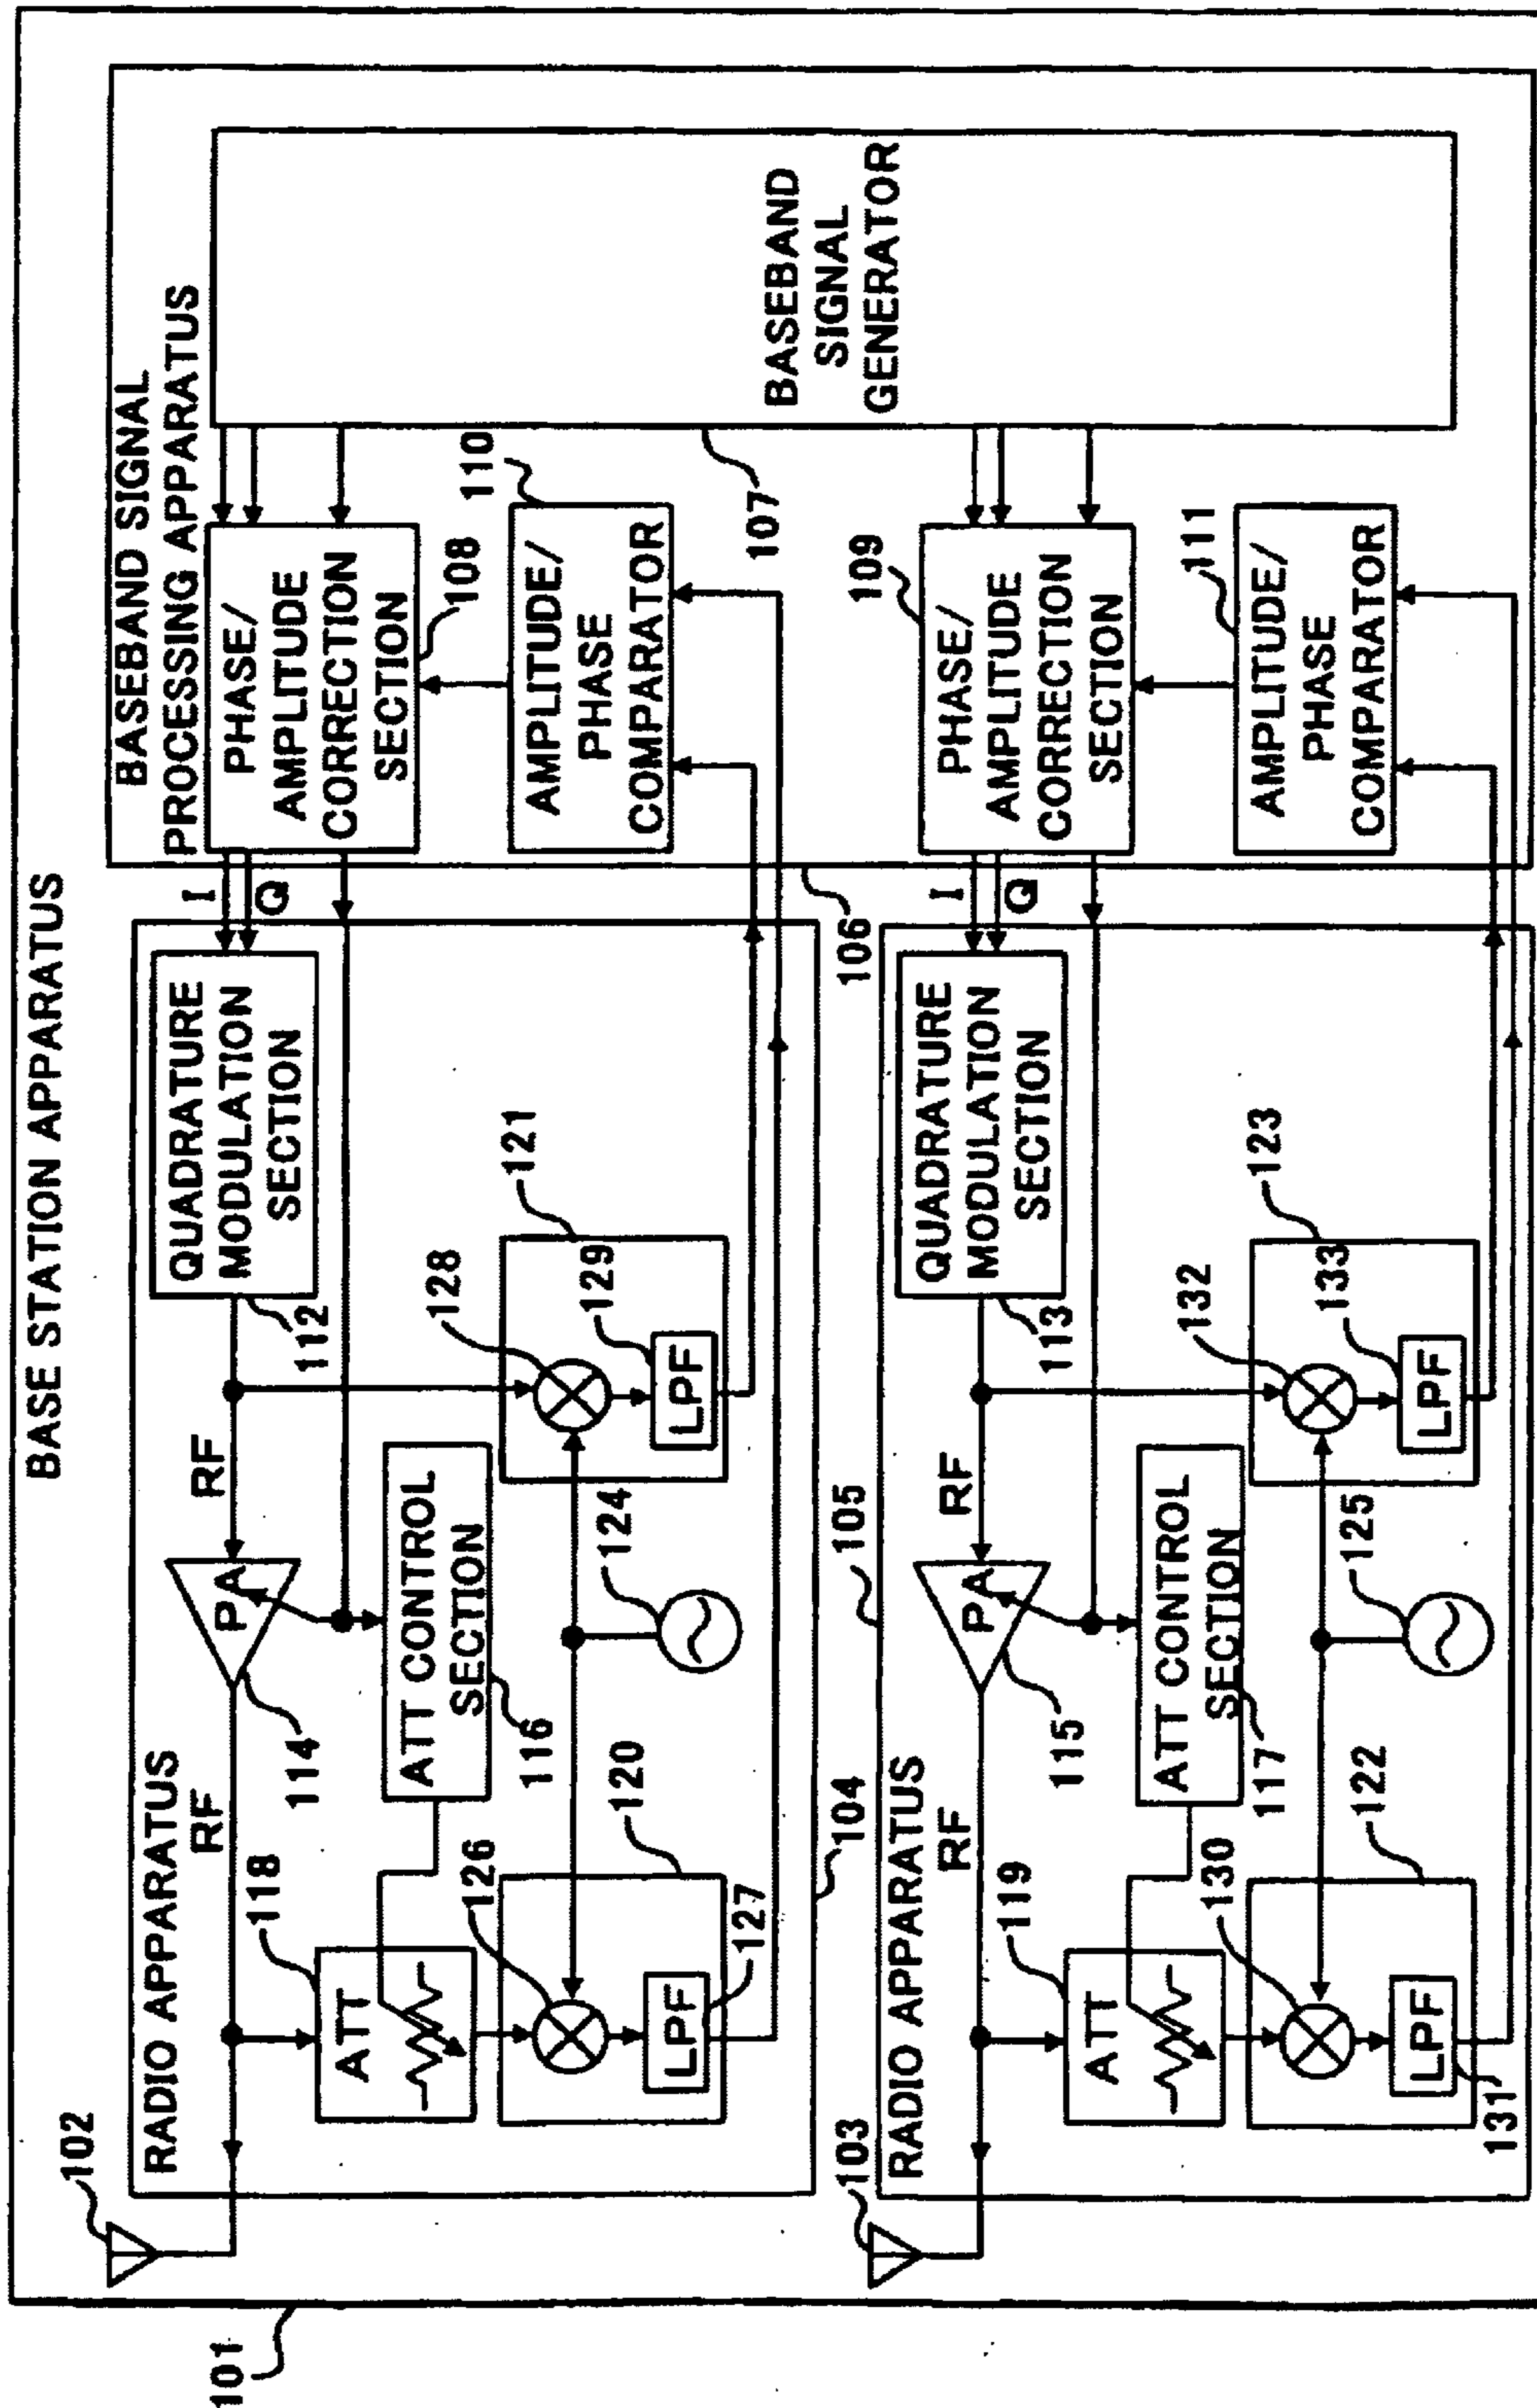 BASE STATION APPARATUS
101
102
RADIO APPARATUS
RF
114
PA
RF
112
QUADRATURE
MODULATION
SECTION
I
Q
BASEBAND SIGNAL
PROCESSING APPARATUS
PHASE/
AMPLITUDE
CORRECTION
SECTION
108
BASEBAND
SIGNAL
GENERATOR
107
118
ATT
ATT CONTROL
SECTION
116
126
120
LPF
127
124
128
121
129
LPF
110
AMPLITUDE/
PHASE
COMPARATOR
104
106
103
RADIO APPARATUS
105
RF
115
PA
RF
113
QUADRATURE
MODULATION
SECTION
I
Q
109
PHASE/
AMPLITUDE
CORRECTION
SECTION
119
ATT
ATT CONTROL
SECTION
117
130
122
LPF
131
125
132
123
133
LPF
111
AMPLITUDE/
PHASE
COMPARATOR